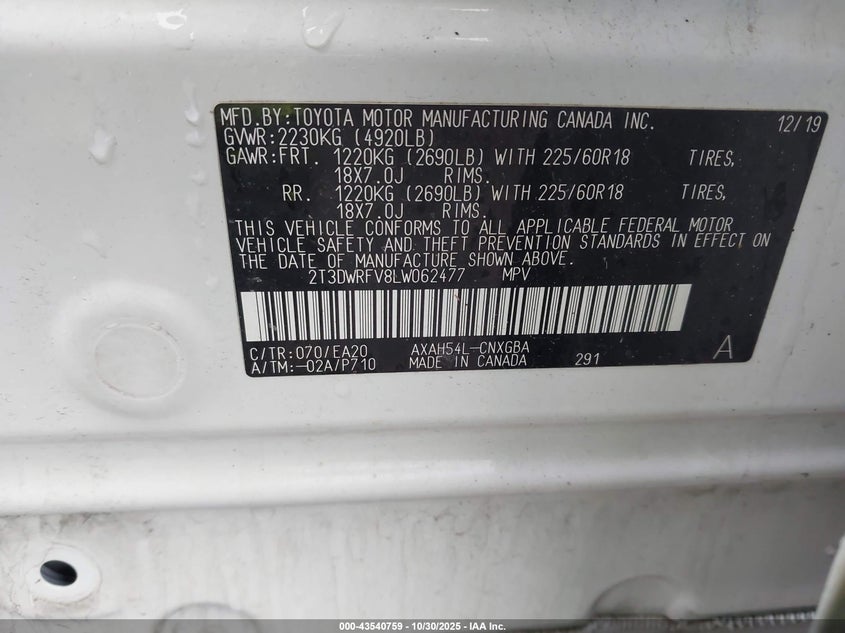 MFD.BY:TOYOTA MOTOR MANUFACTURING CANADA INC. 12/19
GVWR:2230KG (4920LB)
GAWR:FRT. 1220KG (2690LB) WITH 225/60R18 TIRES,
18X7.0J RIMS.
RR. 1220KG (2690LB) WITH 225/60R18 TIRES,
18X7.0J RIMS.
THIS VEHICLE CONFORMS TO ALL APPLICABLE FEDERAL MOTOR
VEHICLE SAFETY AND THEFT PREVENTION STANDARDS IN EFFECT ON
THE DATE OF MANUFACTURE SHOWN ABOVE.
2T3DWRFV8LW062477 MPV
C/TR:070/EA20 AXAH54L-CNXGBA
A/TM:-02A/P710 MADE IN CANADA 291 A
000-43540759 - 10/30/2025 - IAA Inc.